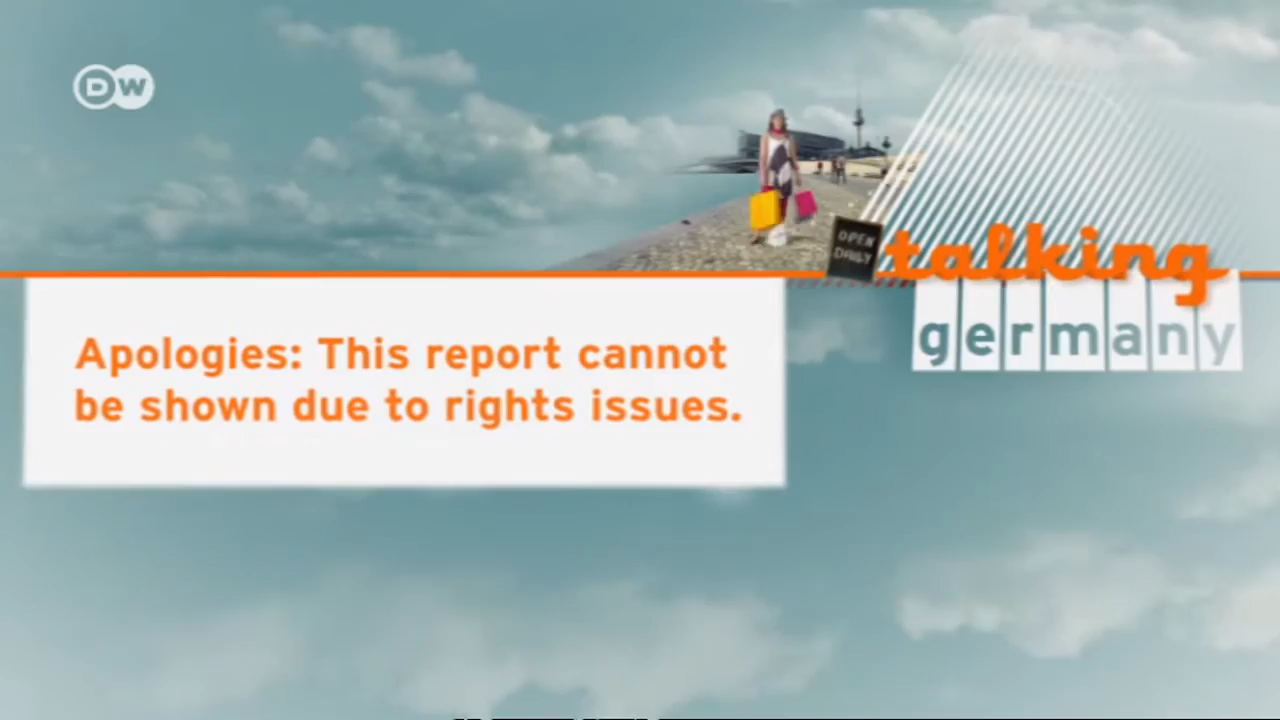 DW
OPEN
DAILY
talking
germany
Apologies: This report cannot
be shown due to rights issues.